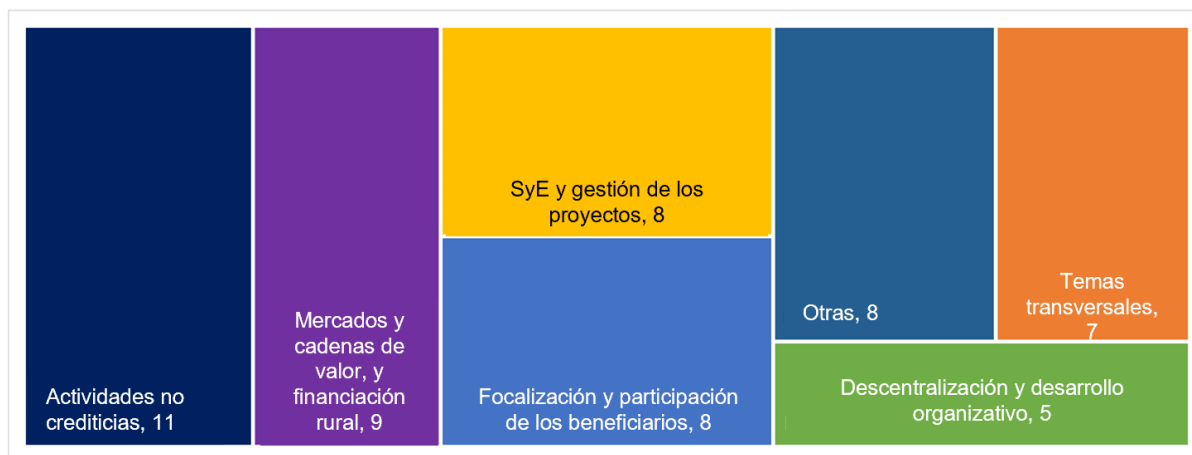 Actividades no
crediticias, 11
Mercados y
cadenas de
valor, y
financiación
rural, 9
SyE y gestión de los
proyectos, 8
Focalización y participación
de los beneficiarios, 8
Otras, 8
Temas
transversales,
7
Descentralización y desarrollo
organizativo, 5